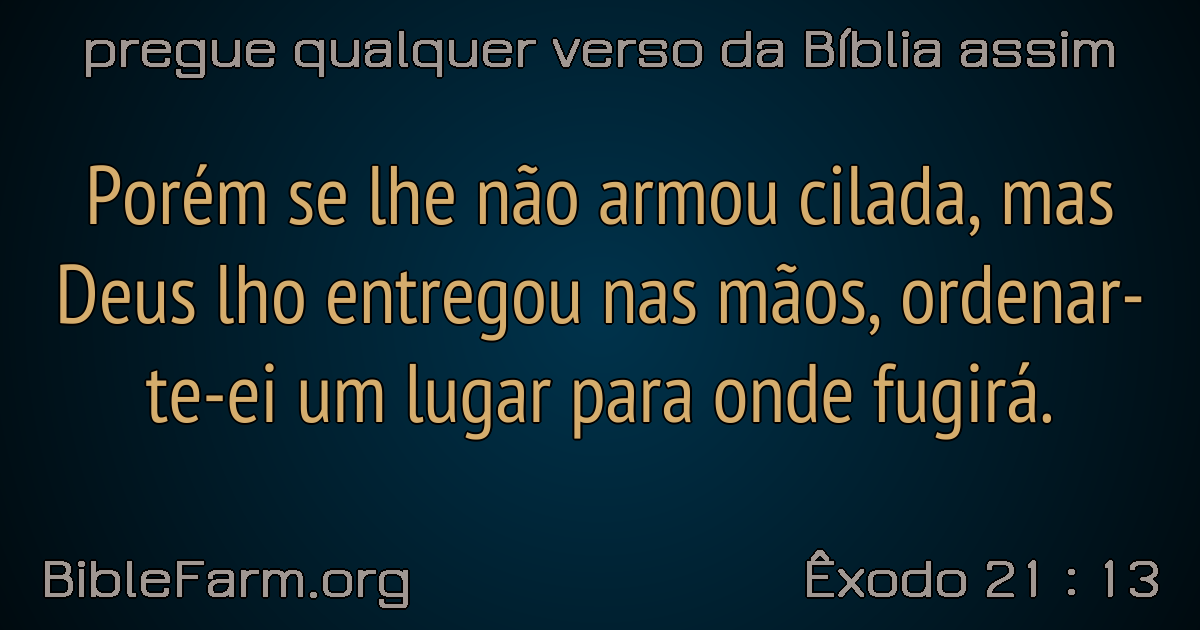 pregue qualquer verso da Bíblia assim
Porém se lhe não armou cilada, mas
Deus lho entregou nas mãos, ordenar-
te-ei um lugar para onde fugirá.
BibleFarm.org
Êxodo 21 : 13